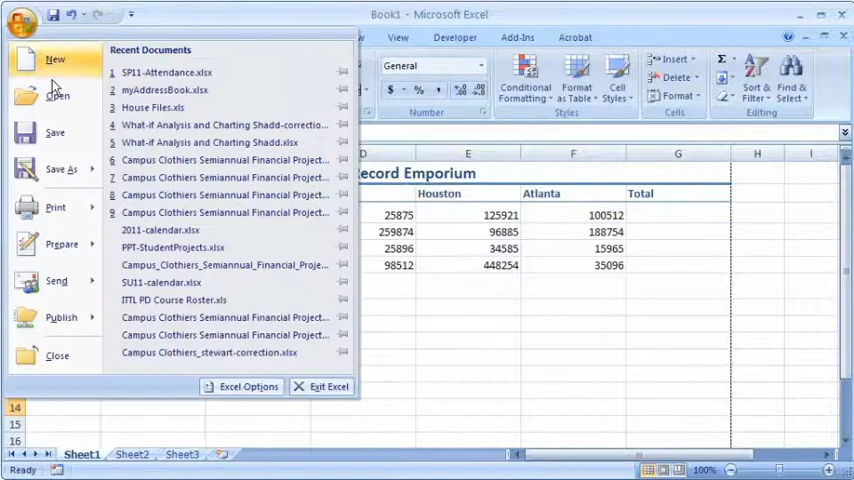 Book1 - Microsoft Excel
View Developer Add-Ins Acrobat
New
Open
Save
Save As
Print
Prepare
Send
Publish
Close
Recent Documents
1 SP11-Attendance.xlsx
2 myAddressBook.xlsx
3 House Files.xls
4 What-if Analysis and Charting Shadd-correctio...
5 What-if Analysis and Charting Shadd.xlsx
6 Campus Clothiers Semiannual Financial Project...
7 Campus Clothiers Semiannual Financial Project...
8 Campus Clothiers Semiannual Financial Project...
9 Campus Clothiers Semiannual Financial Project...
2011-calendar.xlsx
PPT-StudentProjects.xlsx
Campus_Clothiers_Semiannual_Financial_Proje...
SU11-calendar.xlsx
ITTL PD Course Roster.xls
Campus Clothiers Semiannual Financial Project...
Campus Clothiers Semiannual Financial Project...
Campus Clothiers_stewart-correction.xlsx
Excel Options Exit Excel
General
$ % , .00
Number
Conditional Formatting
Format as Table
Cell Styles
Styles
Insert
Delete
Format
Cells
Σ
Sort & Filter
Find & Select
Editing
D E F G H I
Record Emporium
Houston Atlanta Total
25875 125921 100512
259874 96885 188754
25896 34585 15965
98512 448254 35096
14
15
16
Sheet1 Sheet2 Sheet3
Ready 100%